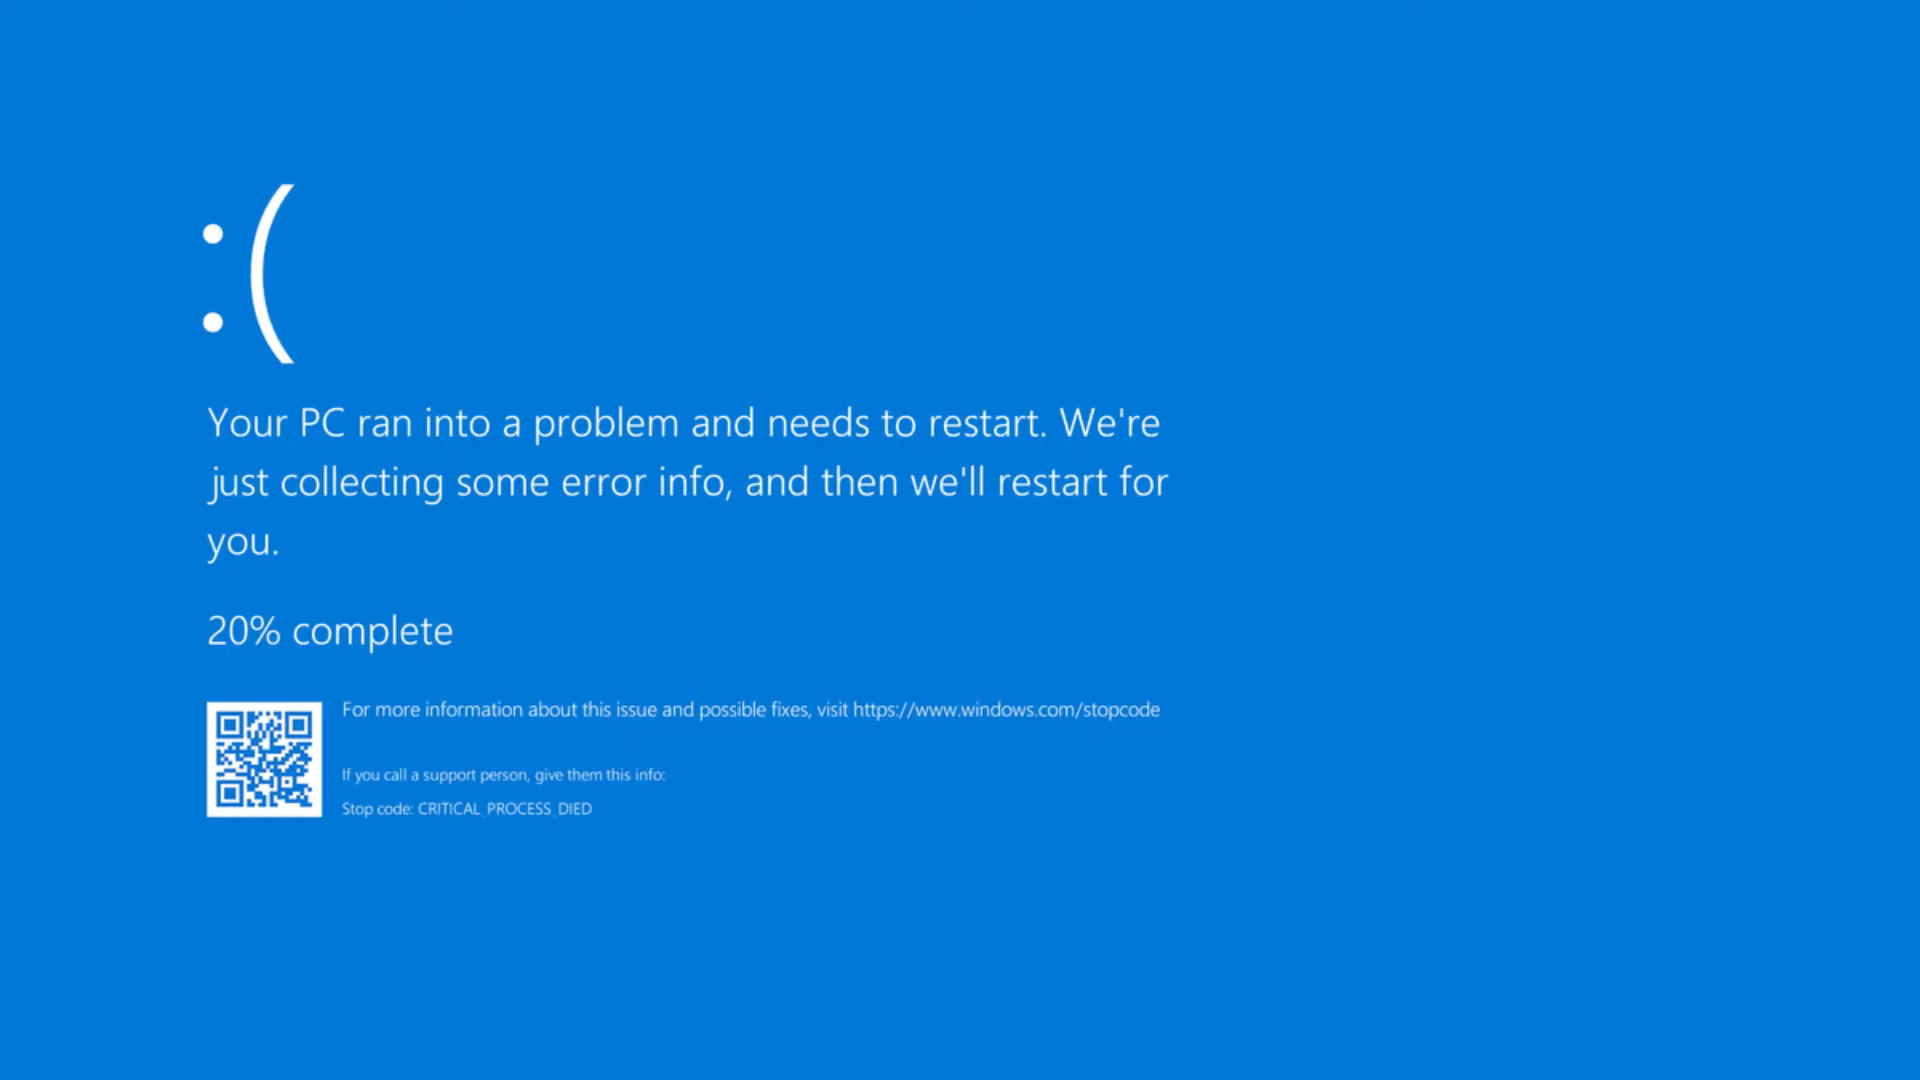 :(
Your PC ran into a problem and needs to restart. We're
just collecting some error info, and then we'll restart for
you.
20% complete
For more information about this issue and possible fixes, visit https://www.windows.com/stopcode
If you call a support person, give them this info:
Stop code: CRITICAL_PROCESS_DIED